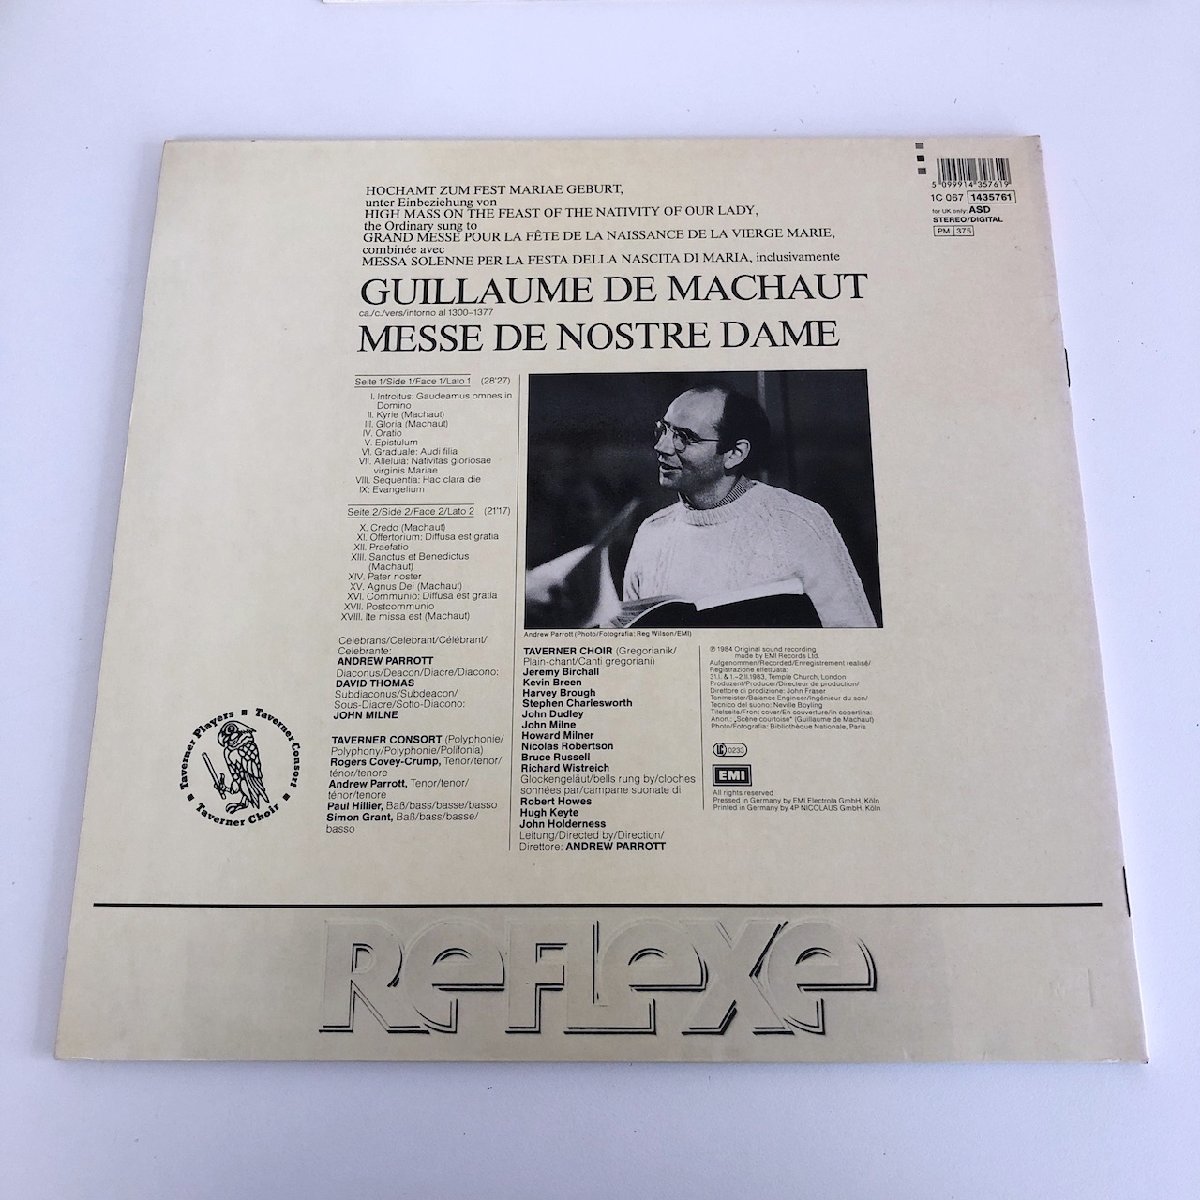 HOCHAMT ZUM FEST MARIAE GEBURT,
unter Einbeziehung von
HIGH MASS ON THE FEAST OF THE NATIVITY OF OUR LADY,
the Ordinary sung to
GRAND MESSE POUR LA FÊTE DE LA NAISSANCE DE LA VIERGE MARIE,
combinée avec
MESSA SOLENNE PER LA FESTA DELLA NASCITA DI MARIA, inclusivamente
GUILLAUME DE MACHAUT
ca./c./vers/intorno al 1300–1377
MESSE DE NOSTRE DAME
5 099914 357619
1C 067 1435761
for UK only: ASD
STEREO/DIGITAL
PM 375
Seite 1/Side 1/Face 1/Lato 1 (28'27)
I. Introitus: Gaudeamus omnes in
Domino
II. Kyrie (Machaut)
III. Gloria (Machaut)
IV. Oratio
V. Epistulum
VI. Graduale: Audi filia
VII. Alleluia: Nativitas gloriosae
virginis Mariae
VIII. Sequentia: Hac clara die
IX. Evangelium
Seite 2/Side 2/Face 2/Lato 2 (21'17)
X. Credo (Machaut)
XI. Offertorium: Diffusa est gratia
XII. Praefatio
XIII. Sanctus et Benedictus
(Machaut)
XIV. Pater noster
XV. Agnus Dei (Machaut)
XVI. Communio: Diffusa est gratia
XVII. Postcommunio
XVIII. Ite missa est (Machaut)
Celebrans/Celebrant/Célébrant/
Celebrante:
ANDREW PARROTT
Diaconus/Deacon/Diacre/Diacono:
DAVID THOMAS
Subdiaconus/Subdeacon/
Sous-Diacre/Sotto-Diacono:
JOHN MILNE
TAVERNER CONSORT (Polyphonie/
Polyphony/Polyphonie/Polifonia)
Rogers Covey-Crump, Tenor/tenor/
ténor/tenore
Andrew Parrott, Tenor/tenor/
ténor/tenore
Paul Hillier, Baß/bass/basse/basso
Simon Grant, Baß/bass/basse/
basso
Taverner Players ■ Taverner Consort ■ Taverner Choir ■
Andrew Parrott (Photo/Fotografia: Reg Wilson/EMI)
TAVERNER CHOIR (Gregorianik/
Plain-chant/Canti gregoriani)
Jeremy Birchall
Kevin Breen
Harvey Brough
Stephen Charlesworth
John Dudley
John Milne
Howard Milner
Nicolas Robertson
Bruce Russell
Richard Wistreich
Glockengeläut/bells rung by/cloches
sonnées par/campane suonate di
Robert Howes
Hugh Keyte
John Holderness
Leitung/Directed by/Direction/
Direttore: ANDREW PARROTT
℗ 1984 Original sound recording
made by EMI Records Ltd.
Aufgenommen/Recorded/Enregistrement réalisé/
Registrazione effettuata:
31.I. & 1.–2.II.1983, Temple Church, London
Produzent/Producer/Directeur de production/
Direttore di prodizione: John Fraser
Tonmeister/Balance Engineer/Ingénieur du son/
Tecnico del suono: Neville Boyling
Titelseite/Front cover/En couverture/In copertina:
Anon.: „Scène courtoise" (Guillaume de Machaut)
Photo/Fotografia: Bibliothèque Nationale, Paris
LC 0233
EMI
All rights reserved
Pressed in Germany by EMI Electrola GmbH, Köln
Printed in Germany by 4P NICOLAUS GmbH, Köln
REFLEXE